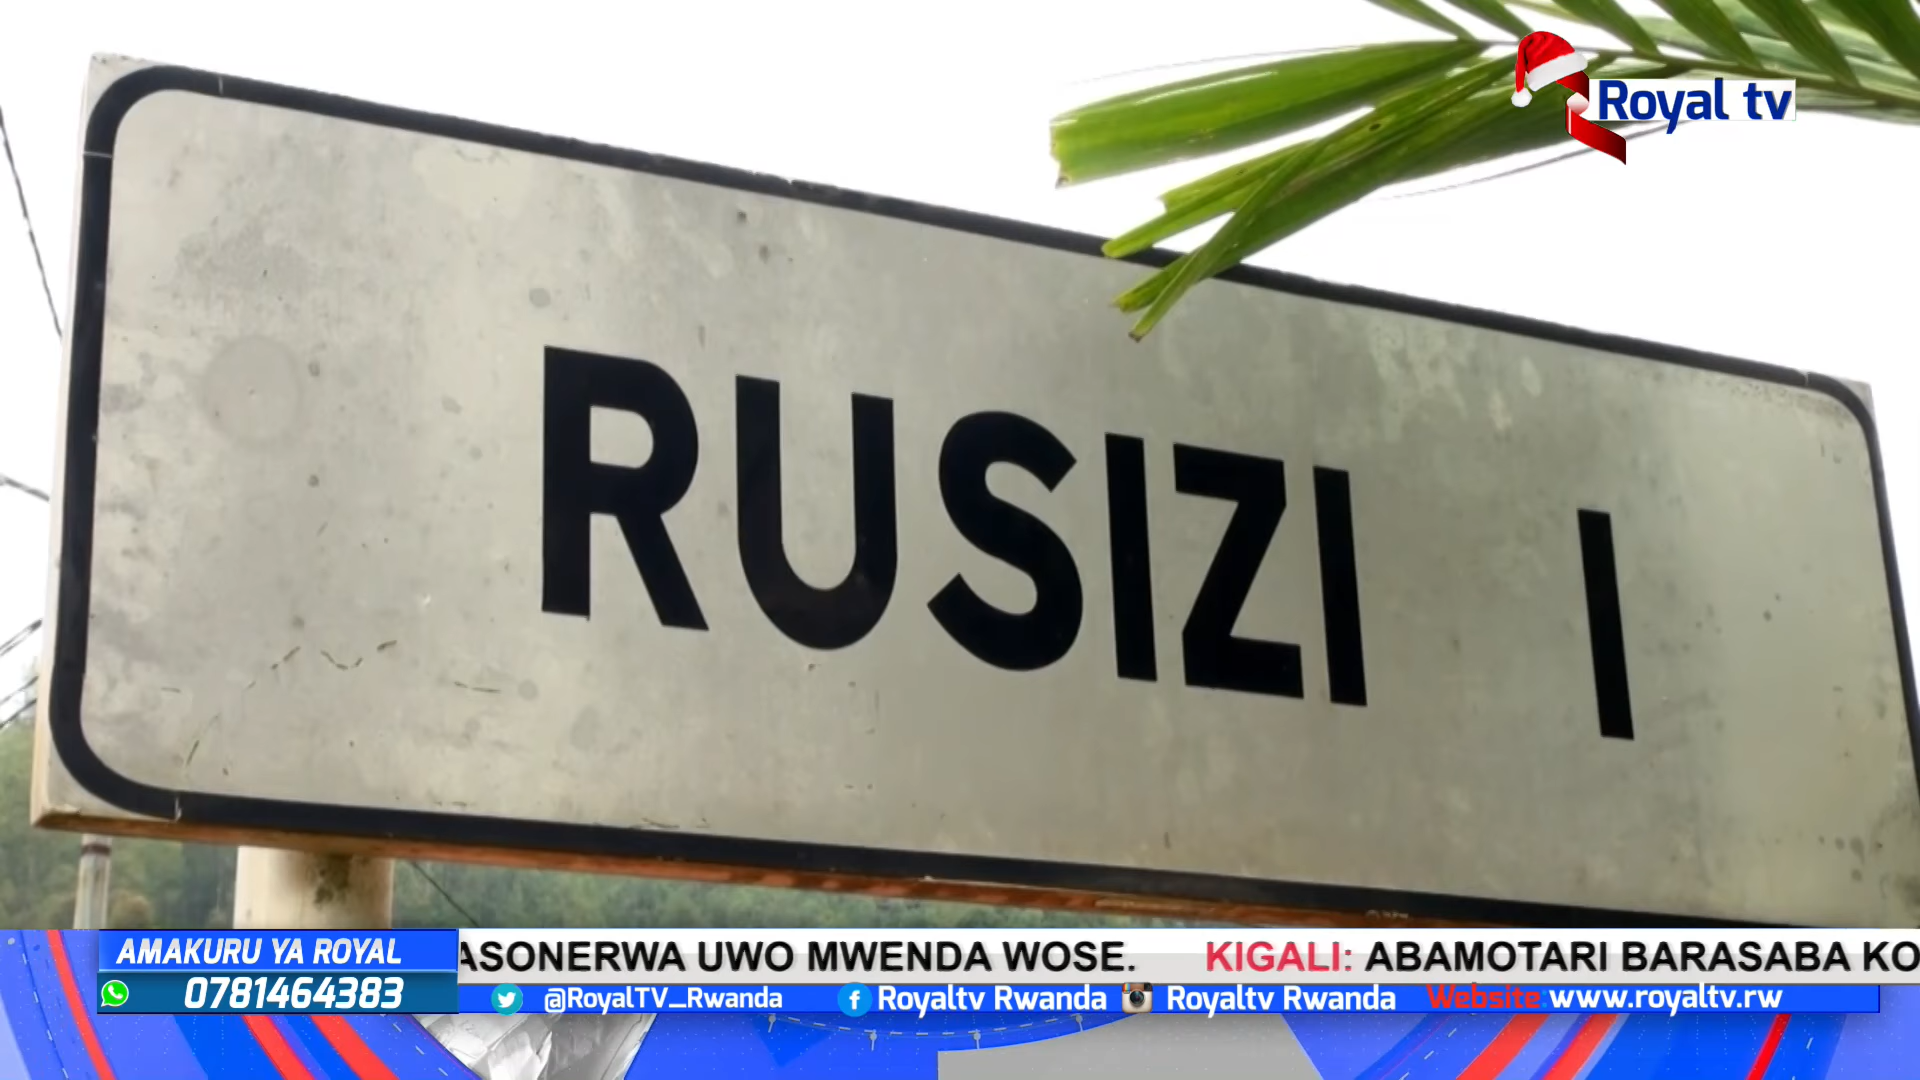 Royal tv
RUSIZI I
AMAKURU YA ROYAL
ASONERWA UWO MWENDA WOSE. KIGALI: ABAMOTARI BARASABA KO
0781464383
@RoyalTV_Rwanda Royaltv Rwanda Royaltv Rwanda Website:www.royaltv.rw